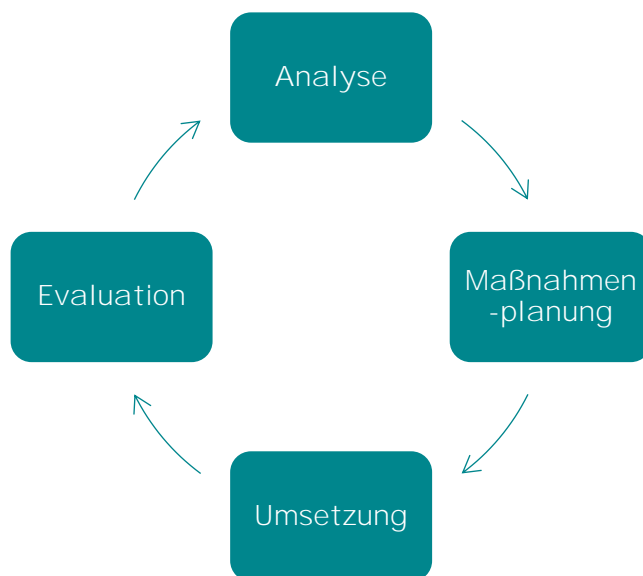 Analyse
Maßnahmen
-planung
Umsetzung
Evaluation